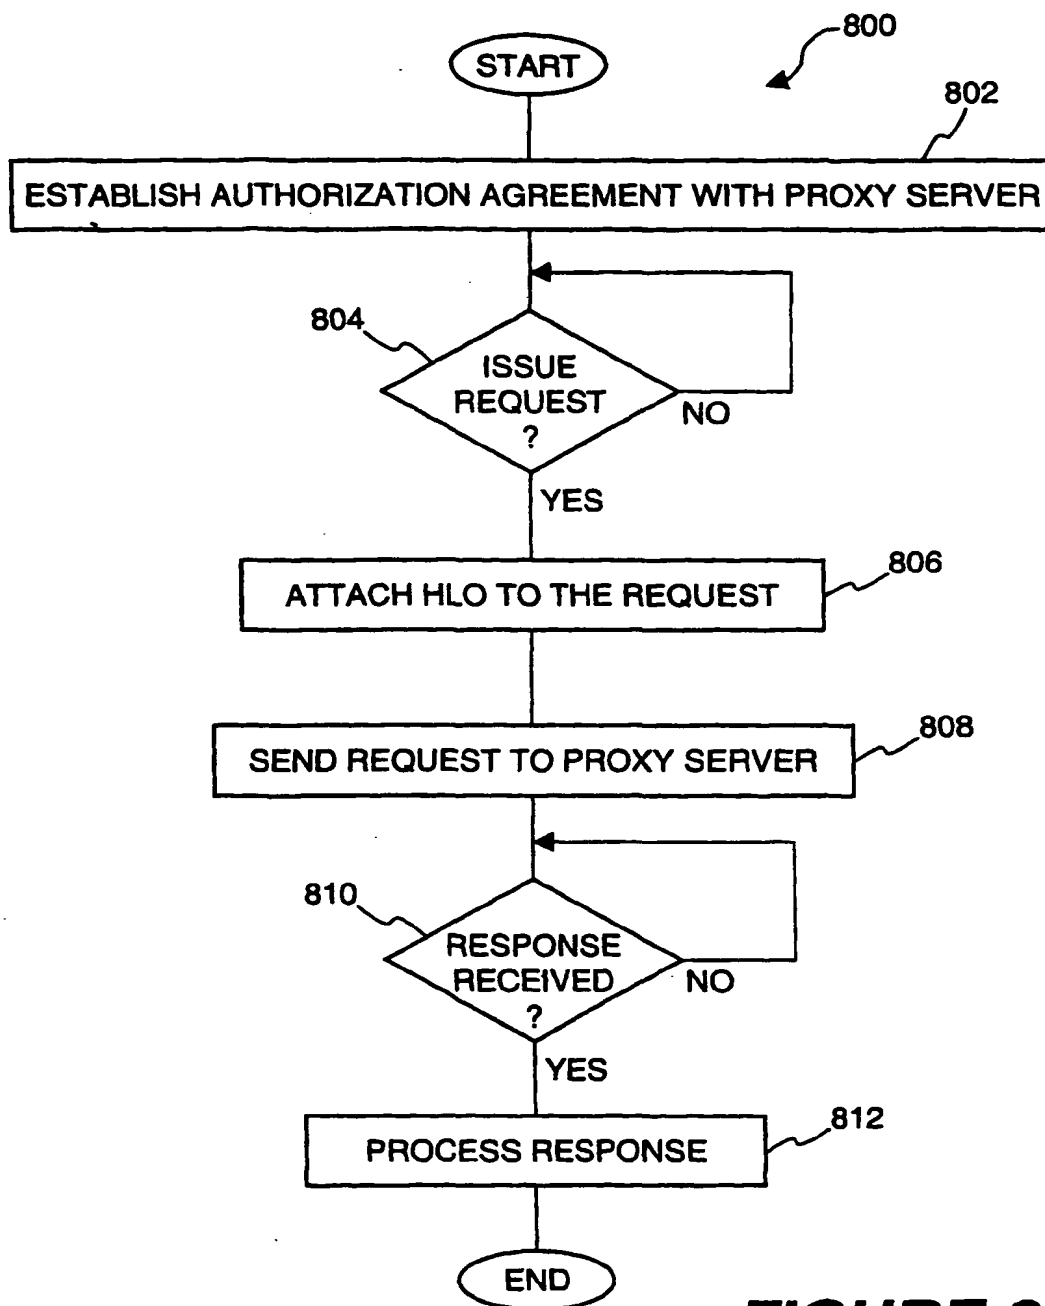 800
START
802
ESTABLISH AUTHORIZATION AGREEMENT WITH PROXY SERVER
804
ISSUE
REQUEST
?
NO
YES
806
ATTACH HLO TO THE REQUEST
808
SEND REQUEST TO PROXY SERVER
810
RESPONSE
RECEIVED
?
NO
YES
812
PROCESS RESPONSE
END
FIGURE